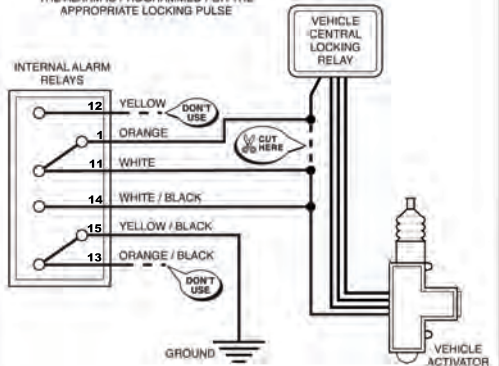 APPROPRIATE LOCKING PULSE
VEHICLE
CENTRAL
LOCKING
RELAY
INTERNAL ALARM
RELAYS
12 YELLOW
DON'T
USE
1 ORANGE
CUT
HERE
11 WHITE
14 WHITE / BLACK
15 YELLOW / BLACK
13 ORANGE / BLACK
DON'T
USE
GROUND
VEHICLE
ACTIVATOR